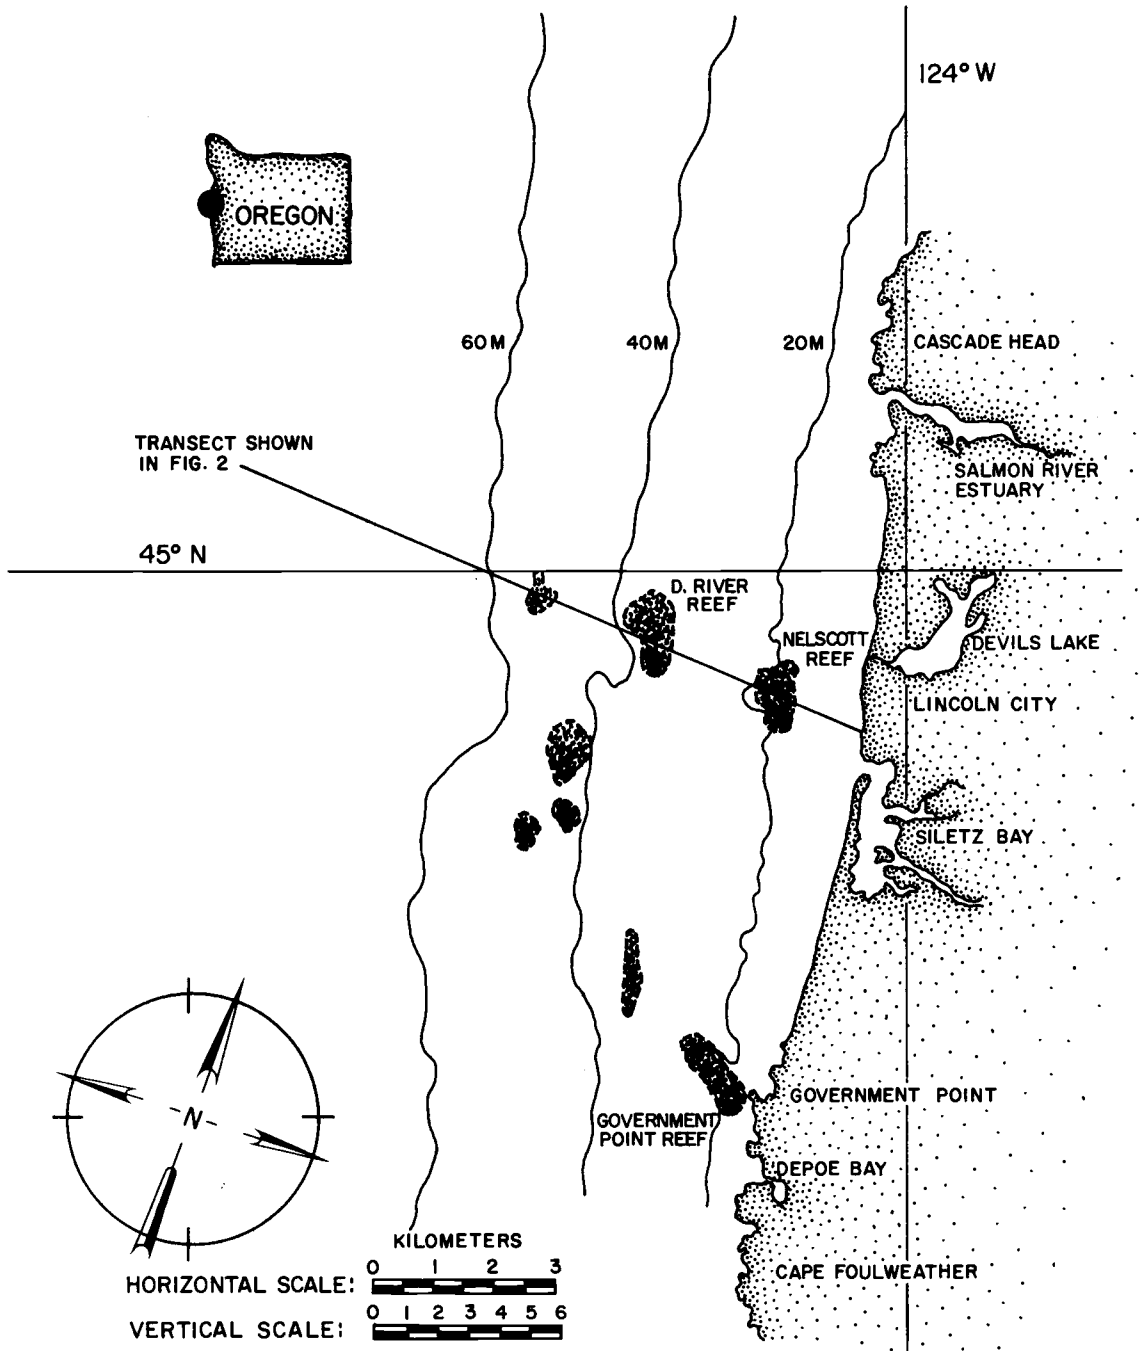 124° W
OREGON
60 M
40M
20M
CASCADE HEAD
TRANSECT SHOWN
IN FIG. 2
SALMON RIVER
ESTUARY
45° N
D. RIVER
REEF
NELSCOTT
REEF
DEVILS LAKE
LINCOLN CITY
SILETZ BAY
N
GOVERNMENT POINT
GOVERNMENT
POINT REEF
DEPOE BAY
KILOMETERS
0 1 2 3
HORIZONTAL SCALE:
CAPE FOULWEATHER
0 1 2 3 4 5 6
VERTICAL SCALE: